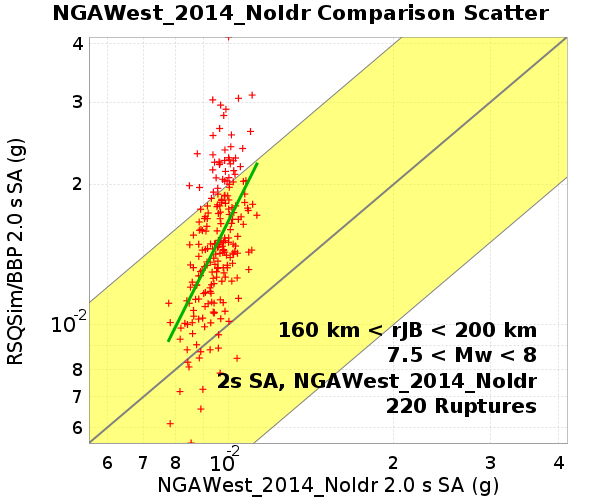 NGAWest_2014_NoIdr Comparison Scatter
RSQSim/BBP 2.0 s SA (g)
4
3
2
10-2
8
7
6
160 km < rJB < 200 km
7.5 < Mw < 8
2s SA, NGAWest_2014_NoIdr
220 Ruptures
6 7 8 10-2 2 3 4
NGAWest_2014_NoIdr 2.0 s SA (g)